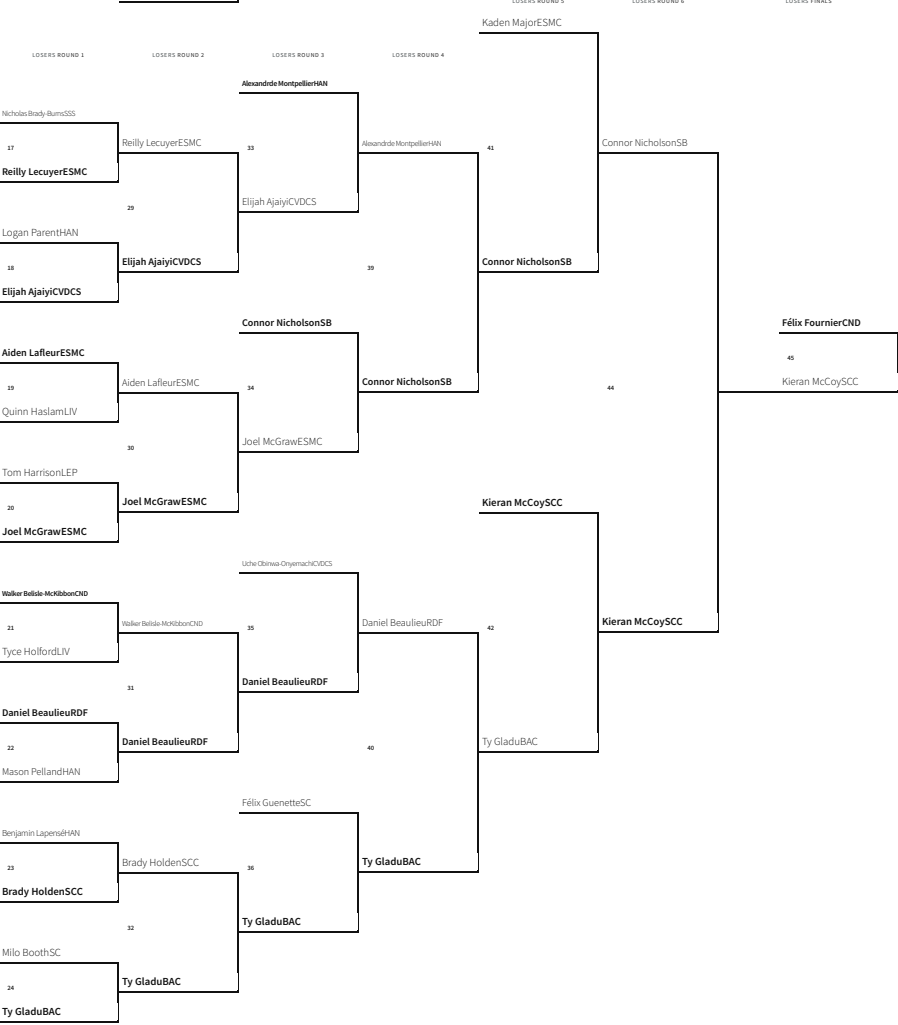 LOSERS ROUND 5
LOSERS ROUND 6
LOSERS FINALS
Kaden MajorESMC
LOSERS ROUND 1
LOSERS ROUND 2
LOSERS ROUND 3
LOSERS ROUND 4
Alexandrde MontpellierHAN
Nicholas Brady-BurnsSSS
17
Reilly LecuyerESMC
33
Alexandrde MontpellierHAN
41
Connor NicholsonSB
Reilly LecuyerESMC
29
Elijah AjaiyiCVDCS
Logan ParentHAN
18
Elijah AjaiyiCVDCS
39
Connor NicholsonSB
Elijah AjaiyiCVDCS
Connor NicholsonSB
Félix FournierCND
Aiden LafleurESMC
45
19
Aiden LafleurESMC
34
Connor NicholsonSB
44
Kieran McCoySCC
Quinn HaslamLIV
30
Joel McGrawESMC
Tom HarrisonLEP
20
Joel McGrawESMC
Kieran McCoySCC
Joel McGrawESMC
Uche Obinwa-OnyemachiCVDCS
Walker Belisle-McKibbonCND
21
Walker Belisle-McKibbonCND
35
Daniel BeaulieuRDF
42
Kieran McCoySCC
Tyce HolfordLIV
31
Daniel BeaulieuRDF
Daniel BeaulieuRDF
22
Daniel BeaulieuRDF
40
Ty GladuBAC
Mason PellandHAN
Félix GuenetteSC
Benjamin LapenséHAN
23
Brady HoldenSCC
36
Ty GladuBAC
Brady HoldenSCC
32
Ty GladuBAC
Milo BoothSC
24
Ty GladuBAC
Ty GladuBAC